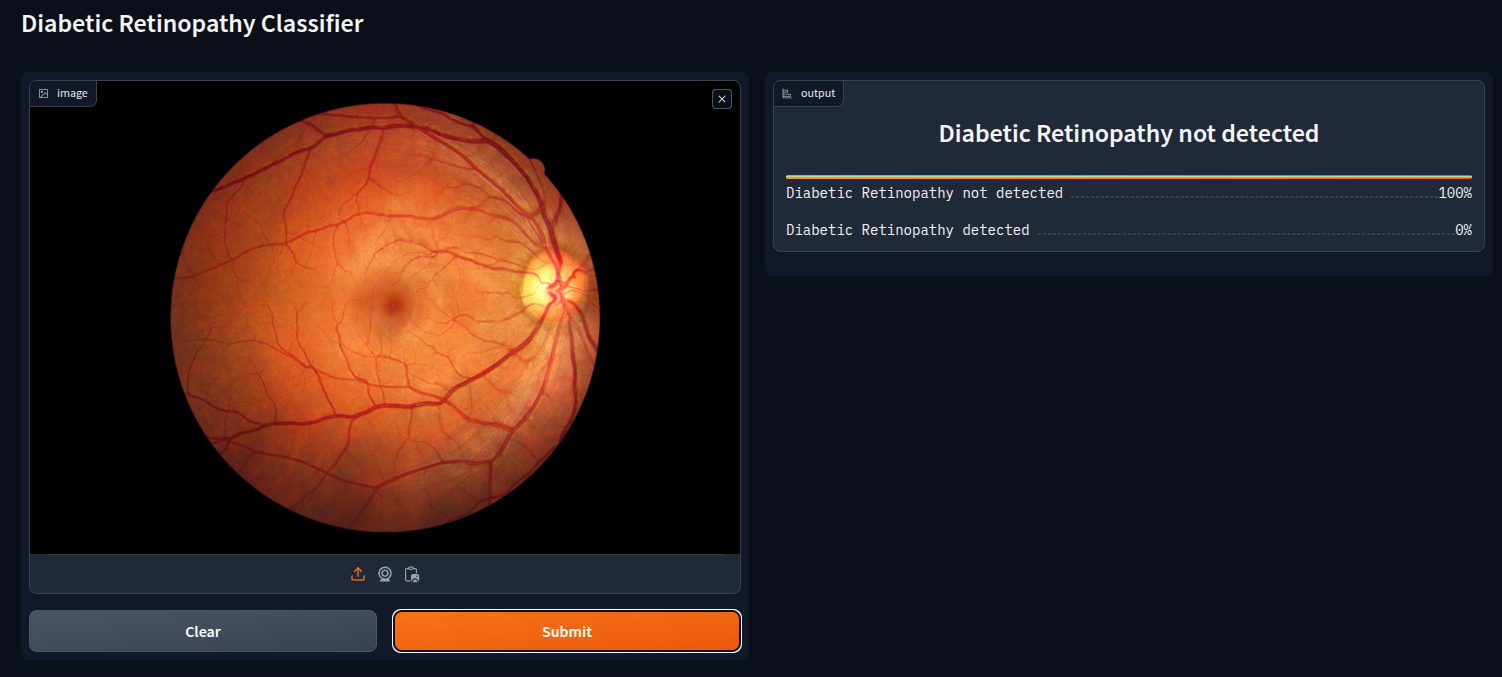 Diabetic Retinopathy Classifier
image
output
Diabetic Retinopathy not detected
Diabetic Retinopathy not detected 100%
Diabetic Retinopathy detected 0%
Clear
Submit